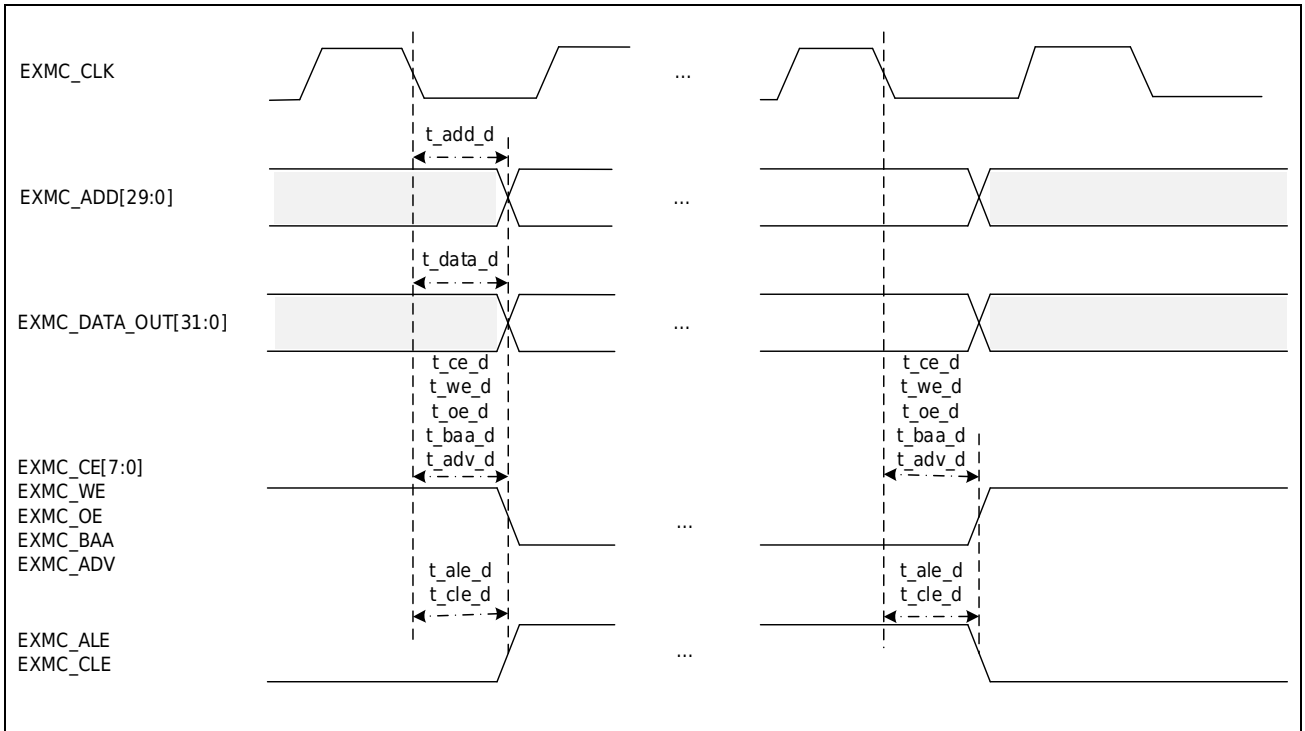 EXMC_CLK
...
t_add_d
EXMC_ADD[29:0]
...
t_data_d
EXMC_DATA_OUT[31:0]
...
t_ce_d
t_we_d
t_oe_d
t_baa_d
t_adv_d
t_ce_d
t_we_d
t_oe_d
t_baa_d
t_adv_d
EXMC_CE[7:0]
EXMC_WE
EXMC_OE
EXMC_BAA
EXMC_ADV
...
t_ale_d
t_cle_d
t_ale_d
t_cle_d
EXMC_ALE
EXMC_CLE
...